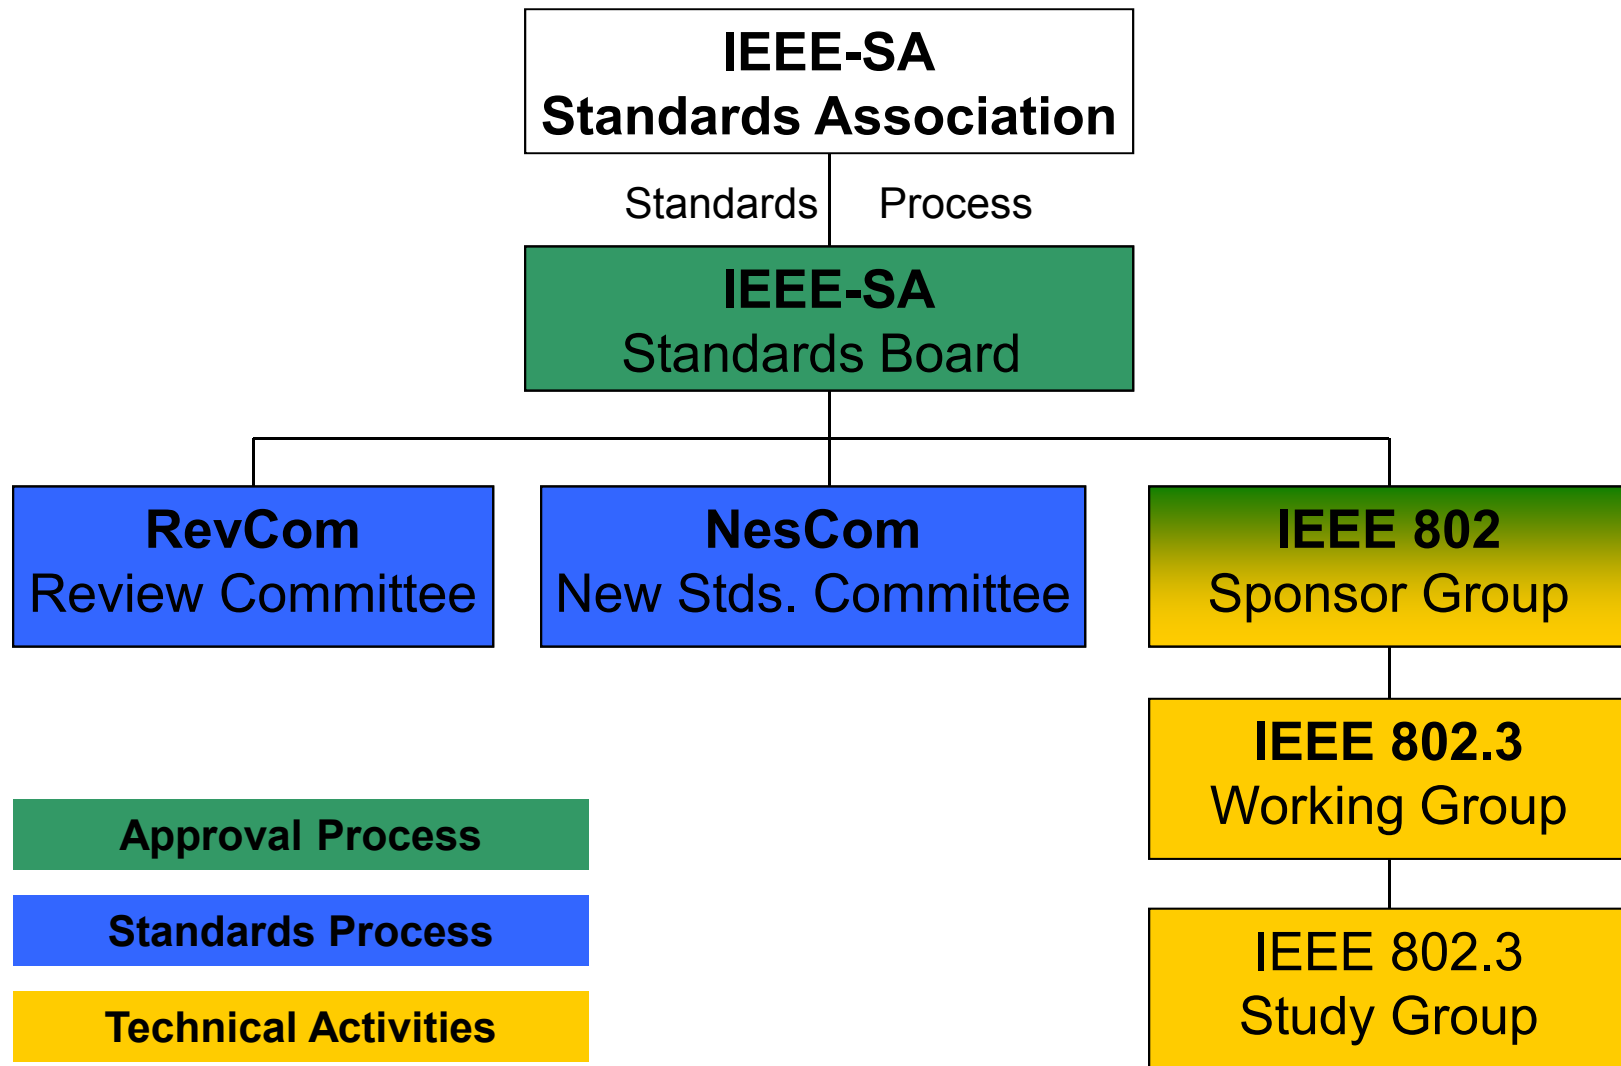 IEEE-SA
Standards Association
Standards Process
IEEE-SA
Standards Board
RevCom
Review Committee
NesCom
New Stds. Committee
IEEE 802
Sponsor Group
IEEE 802.3
Working Group
IEEE 802.3
Study Group
Approval Process
Standards Process
Technical Activities